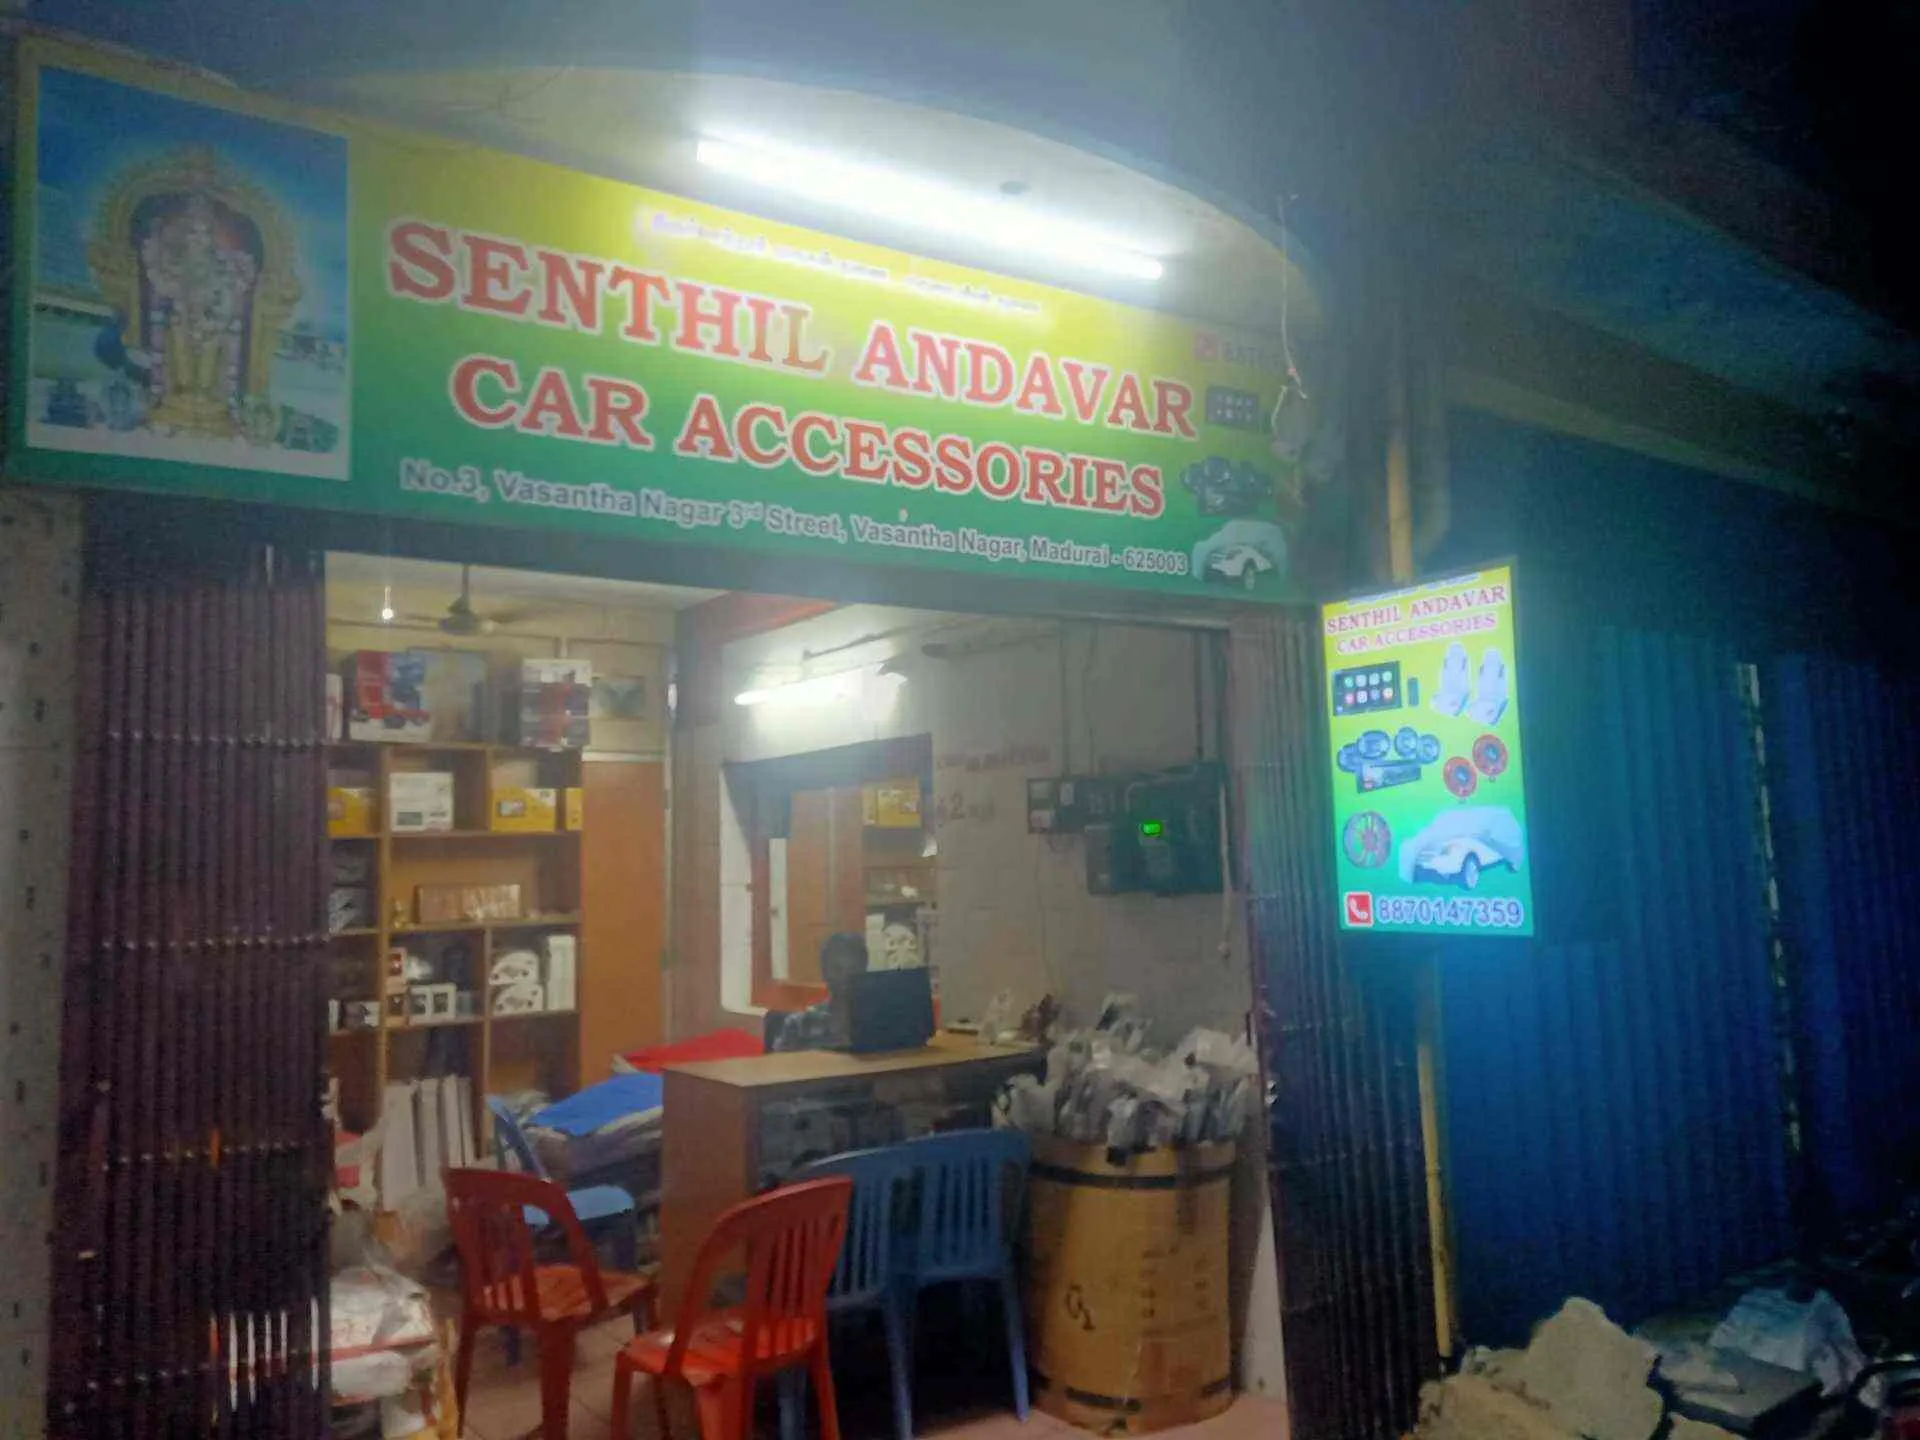 SENTHIL ANDAVAR
CAR ACCESSORIES
No.3, Vasantha Nagar 3rd Street, Vasantha Nagar, Madurai - 625003
SENTHIL ANDAVAR
CAR ACCESSORIES
8870147359